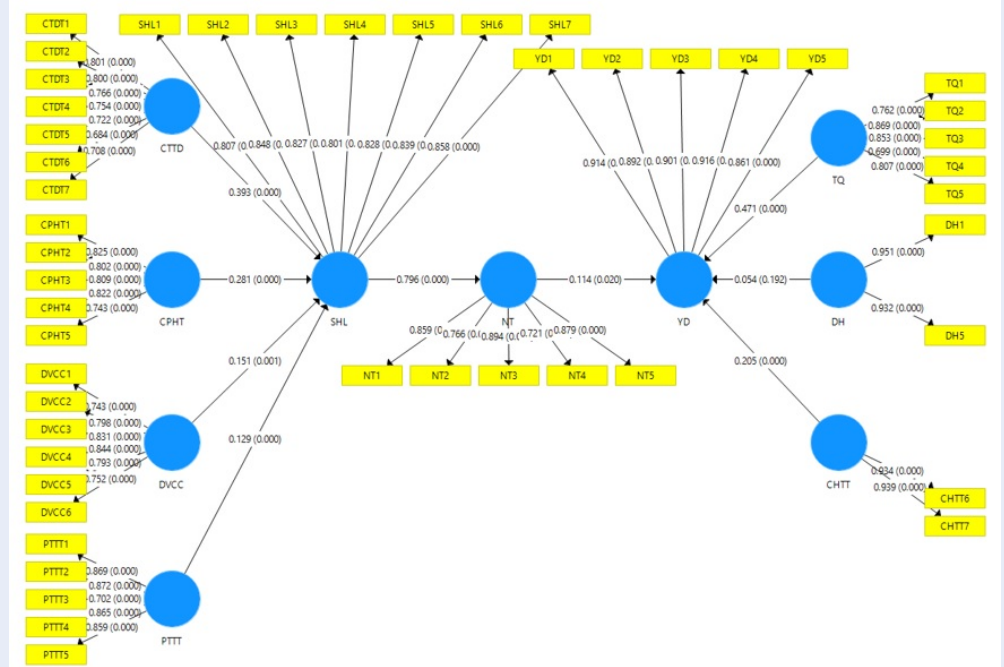 CTDT1
CTDT2
CTDT3
CTDT4
CTDT5
CTDT6
CTDT7
0.800 (0.000)
0.766 (0.000)
0.754 (0.000)
0.722 (0.000)
CTTD
SHL1
SHL2
SHL3
SHL4
SHL5
SHL6
SHL7
0.807 (0.
0.848 (0.
0.827 (0.
0.801 (0.
0.828 (0.
0.839 (0.
0.858 (0.000)
YD1
YD2
YD3
YD4
YD5
0.914 (0.
0.892 (0.
0.901 (0.
0.916 (0.
0.861 (0.000)
TQ1
TQ2
TQ3
TQ4
TQ5
0.762 (0.000)
0.869 (0.000)
0.853 (0.000)
0.699 (0.000)
0.807 (0.000)
TQ
0.393 (0.000)
0.471 (0.000)
CPHT1
CPHT2
CPHT3
CPHT4
CPHT5
0.825 (0.000)
0.802 (0.000)
0.809 (0.000)
0.822 (0.000)
0.743 (0.000)
CPHT
0.281 (0.000)
SHL
0.796 (0.000)
NT
0.114 (0.020)
YD
0.054 (0.192)
DH
DH1
0.951 (0.000)
0.932 (0.000)
DH5
0.859 (0.
0.766 (0.
0.894 (0.
0.721 (0.
0.879 (0.000)
NT1
NT2
NT3
NT4
NT5
0.151 (0.001)
0.205 (0.000)
DVCC1
DVCC2
DVCC3
DVCC4
DVCC5
DVCC6
0.743 (0.000)
0.798 (0.000)
0.831 (0.000)
0.844 (0.000)
0.793 (0.000)
0.752 (0.000)
DVCC
0.129 (0.000)
CHTT
0.934 (0.000)
0.939 (0.000)
CHTT6
CHTT7
PTTT1
PTTT2
PTTT3
PTTT4
PTTT5
0.869 (0.000)
0.872 (0.000)
0.702 (0.000)
0.865 (0.000)
0.859 (0.000)
PTTT